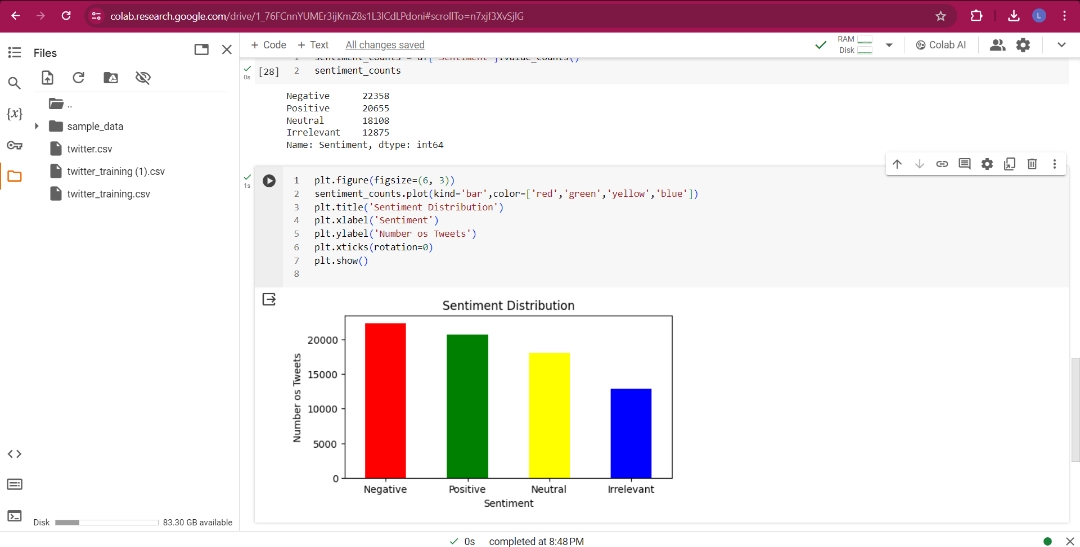 colab.research.google.com/drive/1_76FCnnYUMEr3ijKmZ8s1L3lCdLPdoni#scrollTo=n7xjf3XvSjlG
L
Files
+ Code + Text All changes saved
RAM
Disk
Colab AI
..
sample_data
twitter.csv
twitter_training (1).csv
twitter_training.csv
{x}
[28] 2 sentiment_counts
0s
Negative 22358
Positive 20655
Neutral 18108
Irrelevant 12875
Name: Sentiment, dtype: int64
1s
1 plt.figure(figsize=(6, 3))
2 sentiment_counts.plot(kind='bar',color=['red','green','yellow','blue'])
3 plt.title('Sentiment Distribution')
4 plt.xlabel('Sentiment')
5 plt.ylabel('Number os Tweets')
6 plt.xticks(rotation=0)
7 plt.show()
8
Sentiment Distribution
Number os Tweets
20000
15000
10000
5000
0
Negative Positive Neutral Irrelevant
Sentiment
Disk 83.30 GB available
0s completed at 8:48 PM